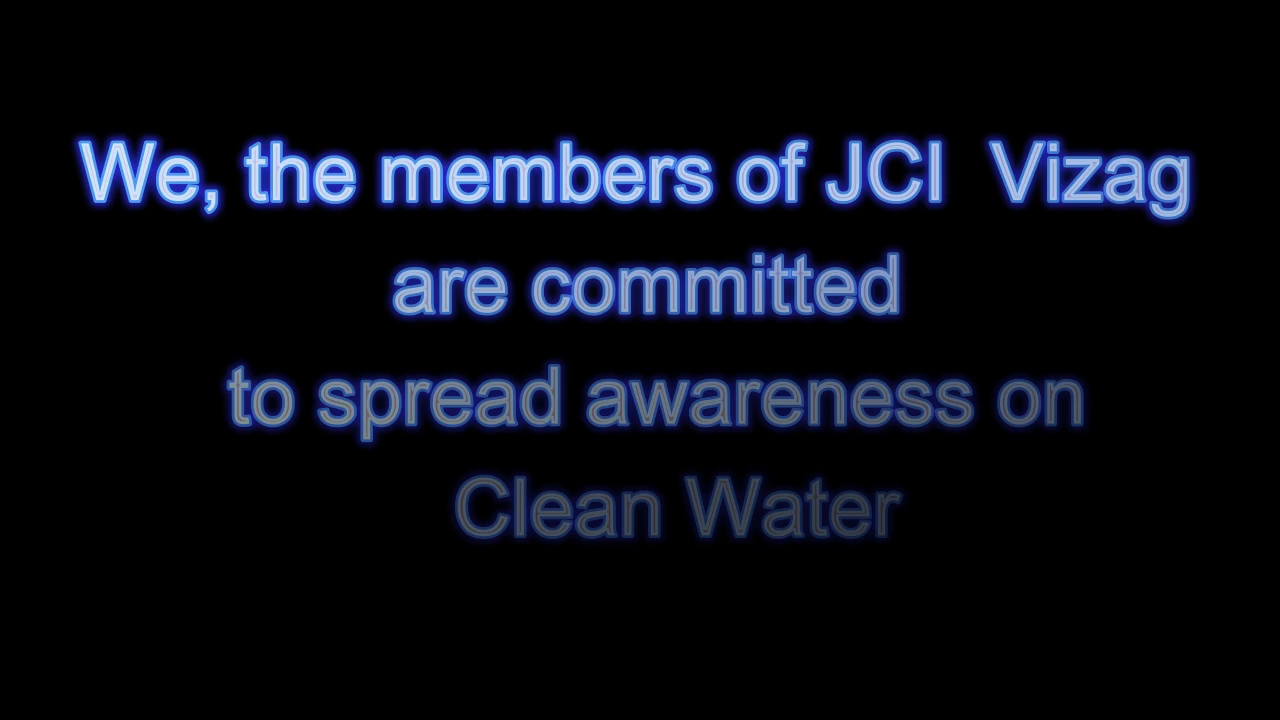 We, the members of JCI  Vizag
are committed
to spread awareness on
Clean Water